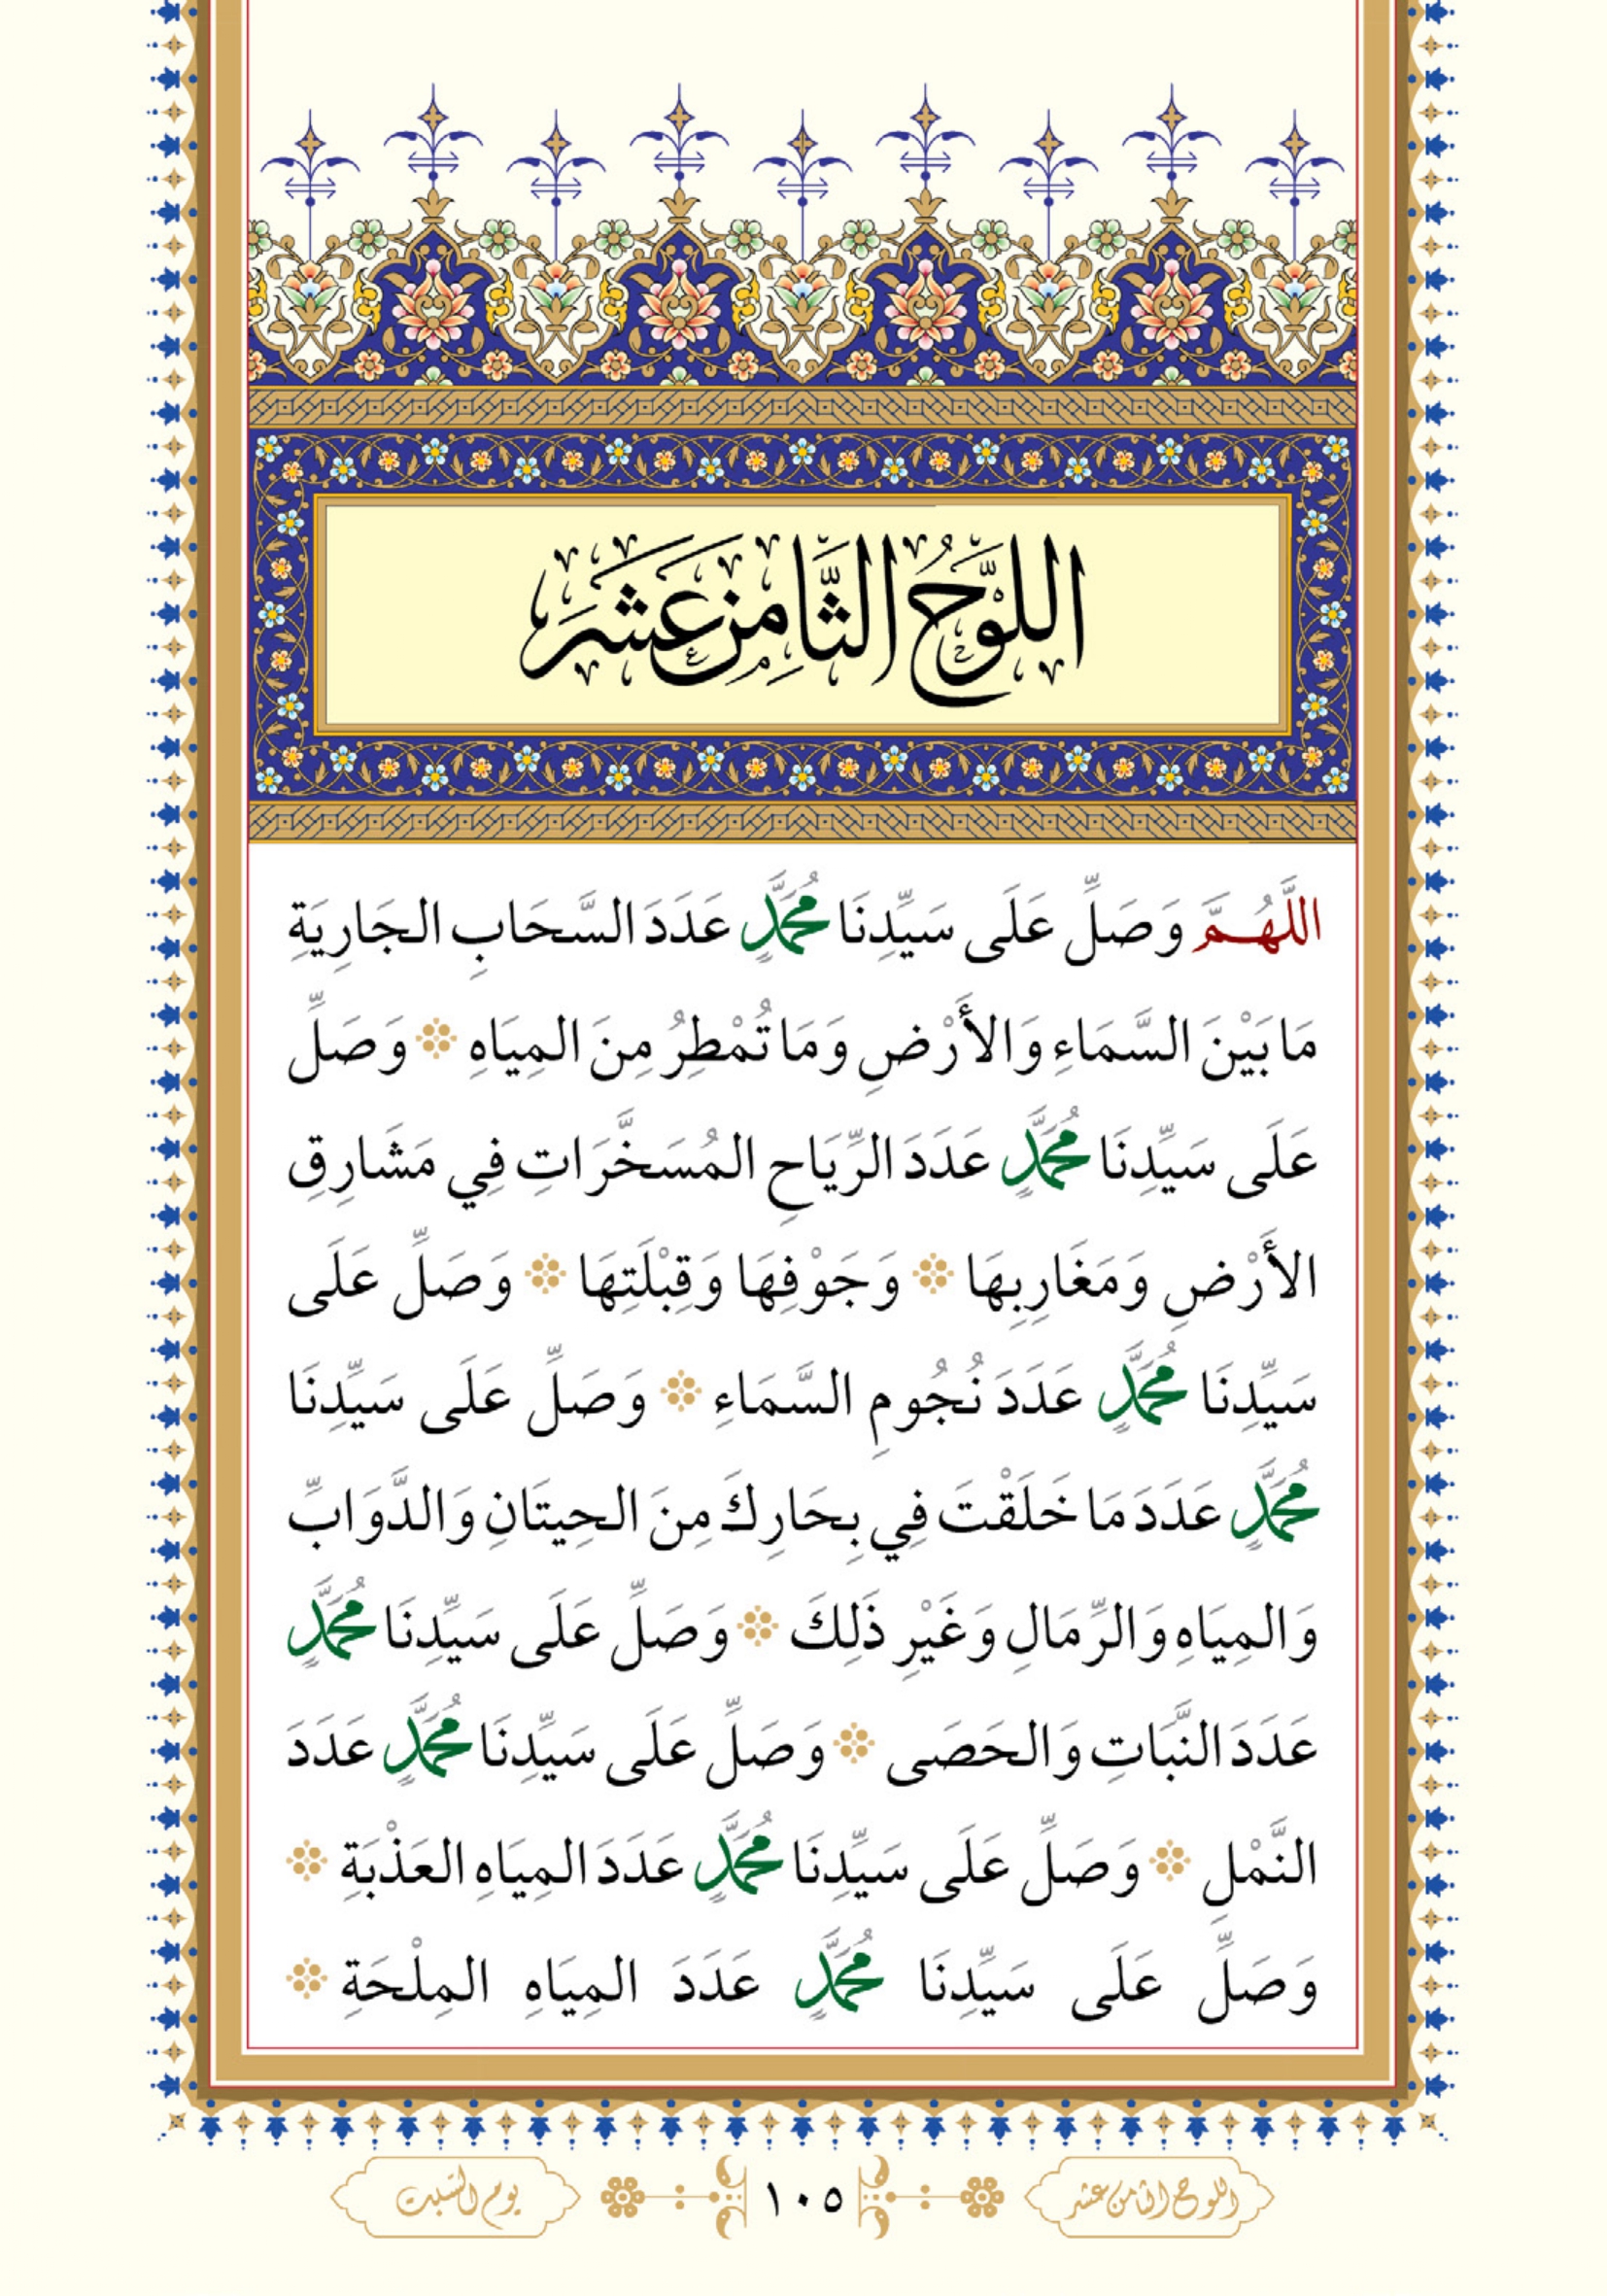 اللَّوْحُ الثَّامِنَ عَشَرَ
اللَّهُمَّ وَصَلِّ عَلَى سَيِّدِنَا مُحَمَّدٍ عَدَدَ السَّحَابِ الجَارِيَةِ
مَا بَيْنَ السَّمَاءِ وَالأَرْضِ وَمَا تُمْطِرُ مِنَ المِيَاهِ ۞ وَصَلِّ
عَلَى سَيِّدِنَا مُحَمَّدٍ عَدَدَ الرِّيَاحِ المُسَخَّرَاتِ فِي مَشَارِقِ
الأَرْضِ وَمَغَارِبِهَا ۞ وَجَوْفِهَا وَقِبْلَتِهَا ۞ وَصَلِّ عَلَى
سَيِّدِنَا مُحَمَّدٍ عَدَدَ نُجُومِ السَّمَاءِ ۞ وَصَلِّ عَلَى سَيِّدِنَا
مُحَمَّدٍ عَدَدَ مَا خَلَقْتَ فِي بِحَارِكَ مِنَ الحِيتَانِ وَالدَّوَابِّ
وَالمِيَاهِ وَالرِّمَالِ وَغَيْرِ ذَلِكَ ۞ وَصَلِّ عَلَى سَيِّدِنَا مُحَمَّدٍ
عَدَدَ النَّبَاتِ وَالحَصَى ۞ وَصَلِّ عَلَى سَيِّدِنَا مُحَمَّدٍ عَدَدَ
النَّمْلِ ۞ وَصَلِّ عَلَى سَيِّدِنَا مُحَمَّدٍ عَدَدَ المِيَاهِ العَذْبَةِ ۞
وَصَلِّ عَلَى سَيِّدِنَا مُحَمَّدٍ عَدَدَ المِيَاهِ المِلْحَةِ ۞
اللوح الثامن عشر ١٠٥ يوم السبت